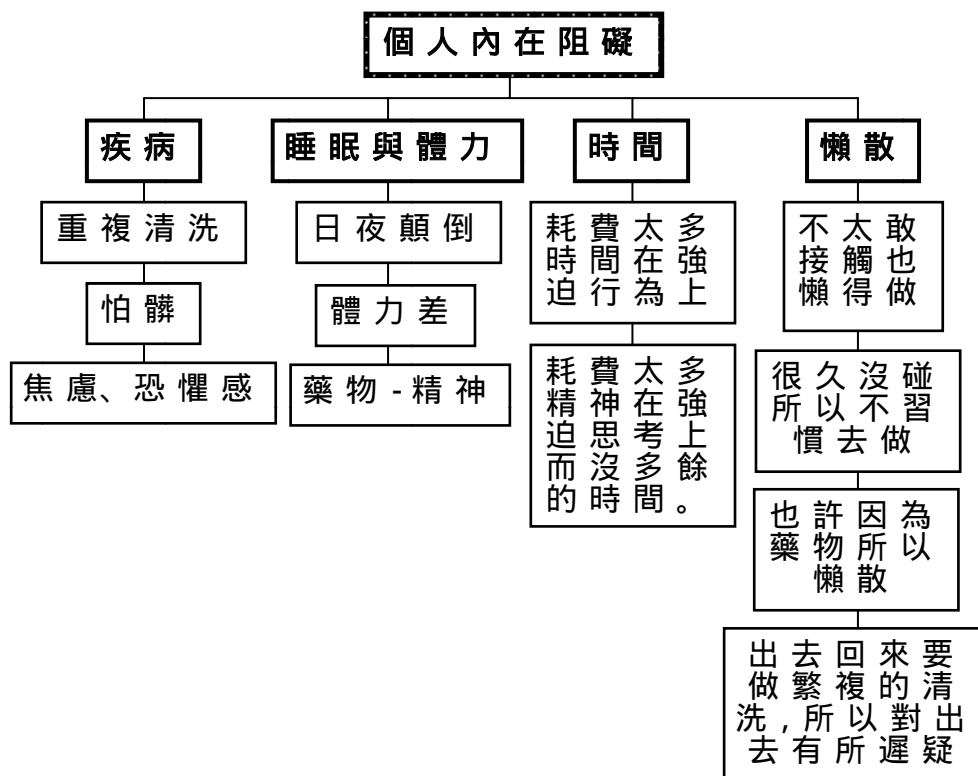 個人內在阻礙
疾病
重複清洗
怕髒
焦慮、恐懼感
睡眠與體力
日夜顛倒
體力差
藥物-精神
時間
耗費太多
時間在強
迫行為上
耗費太多
精神在強
迫思考上
而沒多餘
的時間。
懶散
不太敢
接觸也
懶得做
很久沒碰
所以不習
慣去做
也許因為
藥物所以
懶散
出去回來要
做繁複的清
洗,所以對出
去有所遲疑